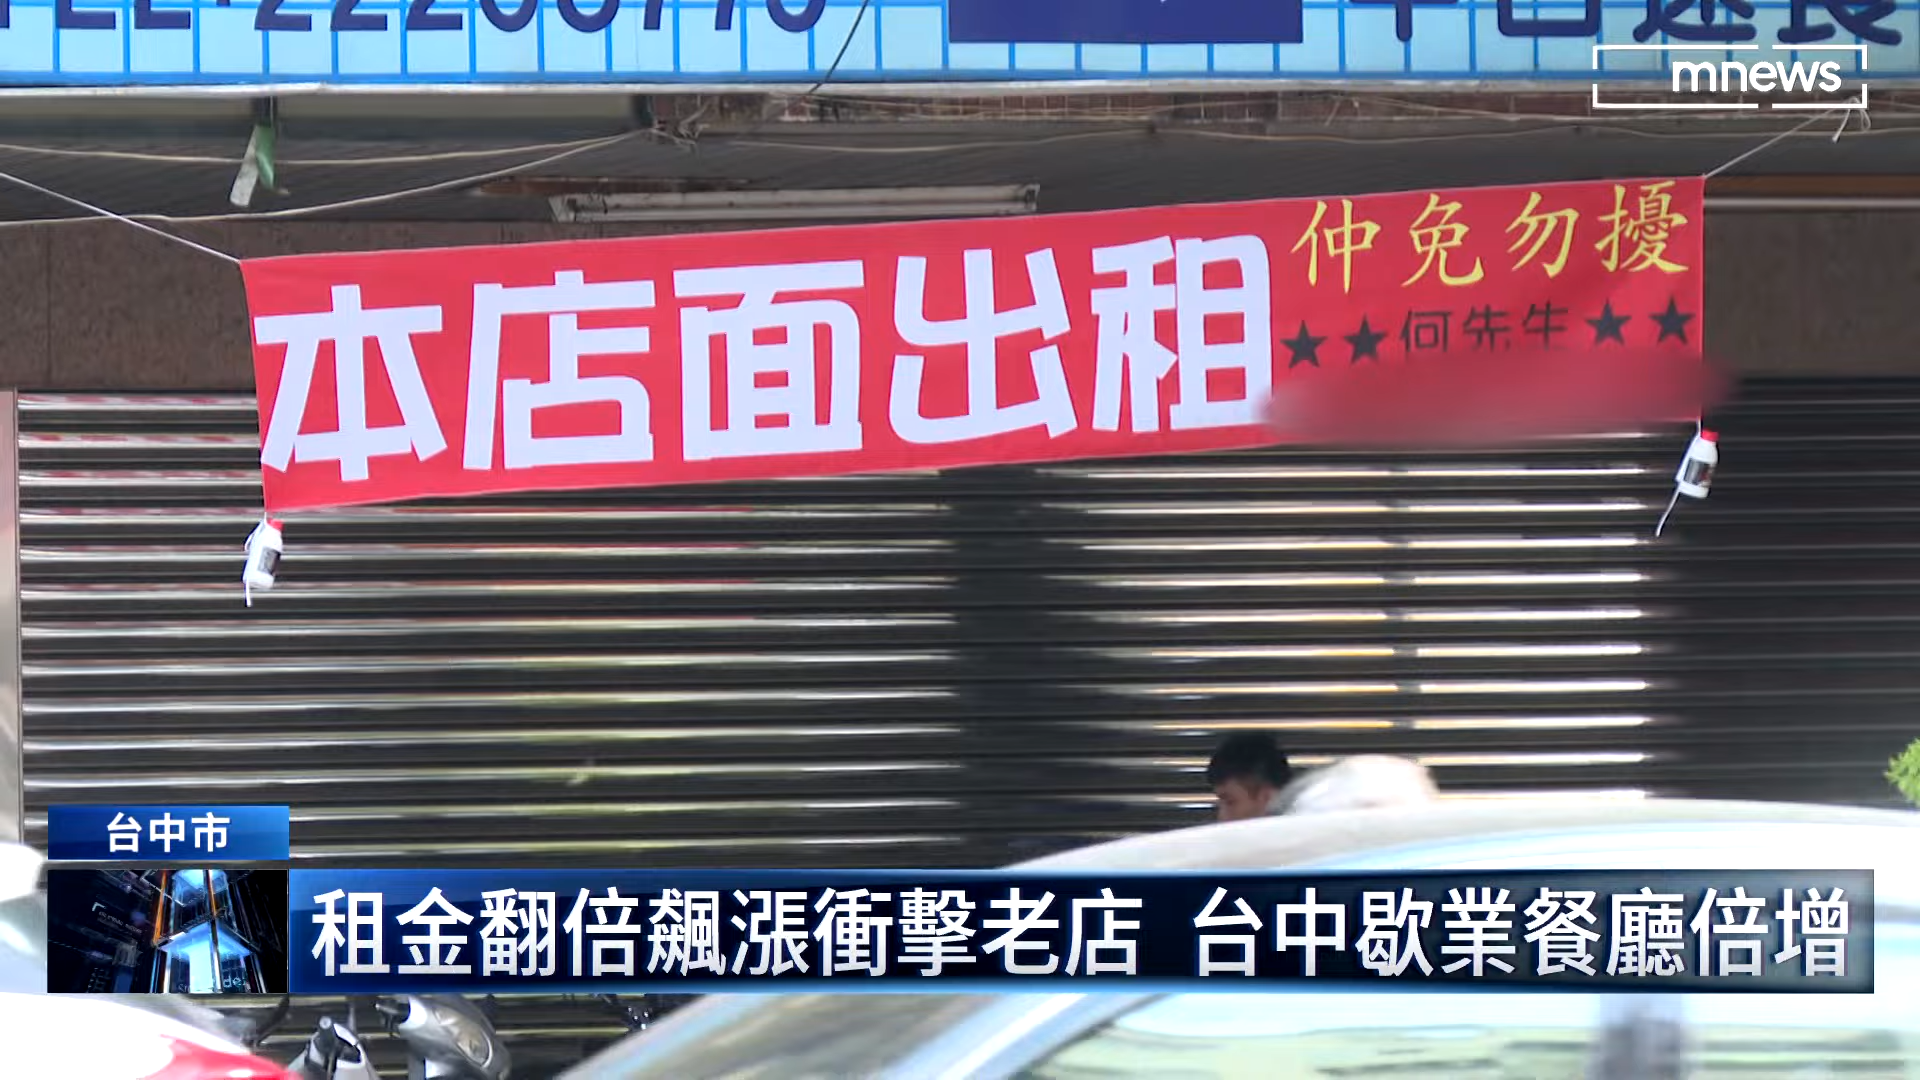 mnews
本店面出租
仲免勿擾
★★何先生★★
台中市
租金翻倍飆漲衝擊老店 台中歇業餐廳倍增